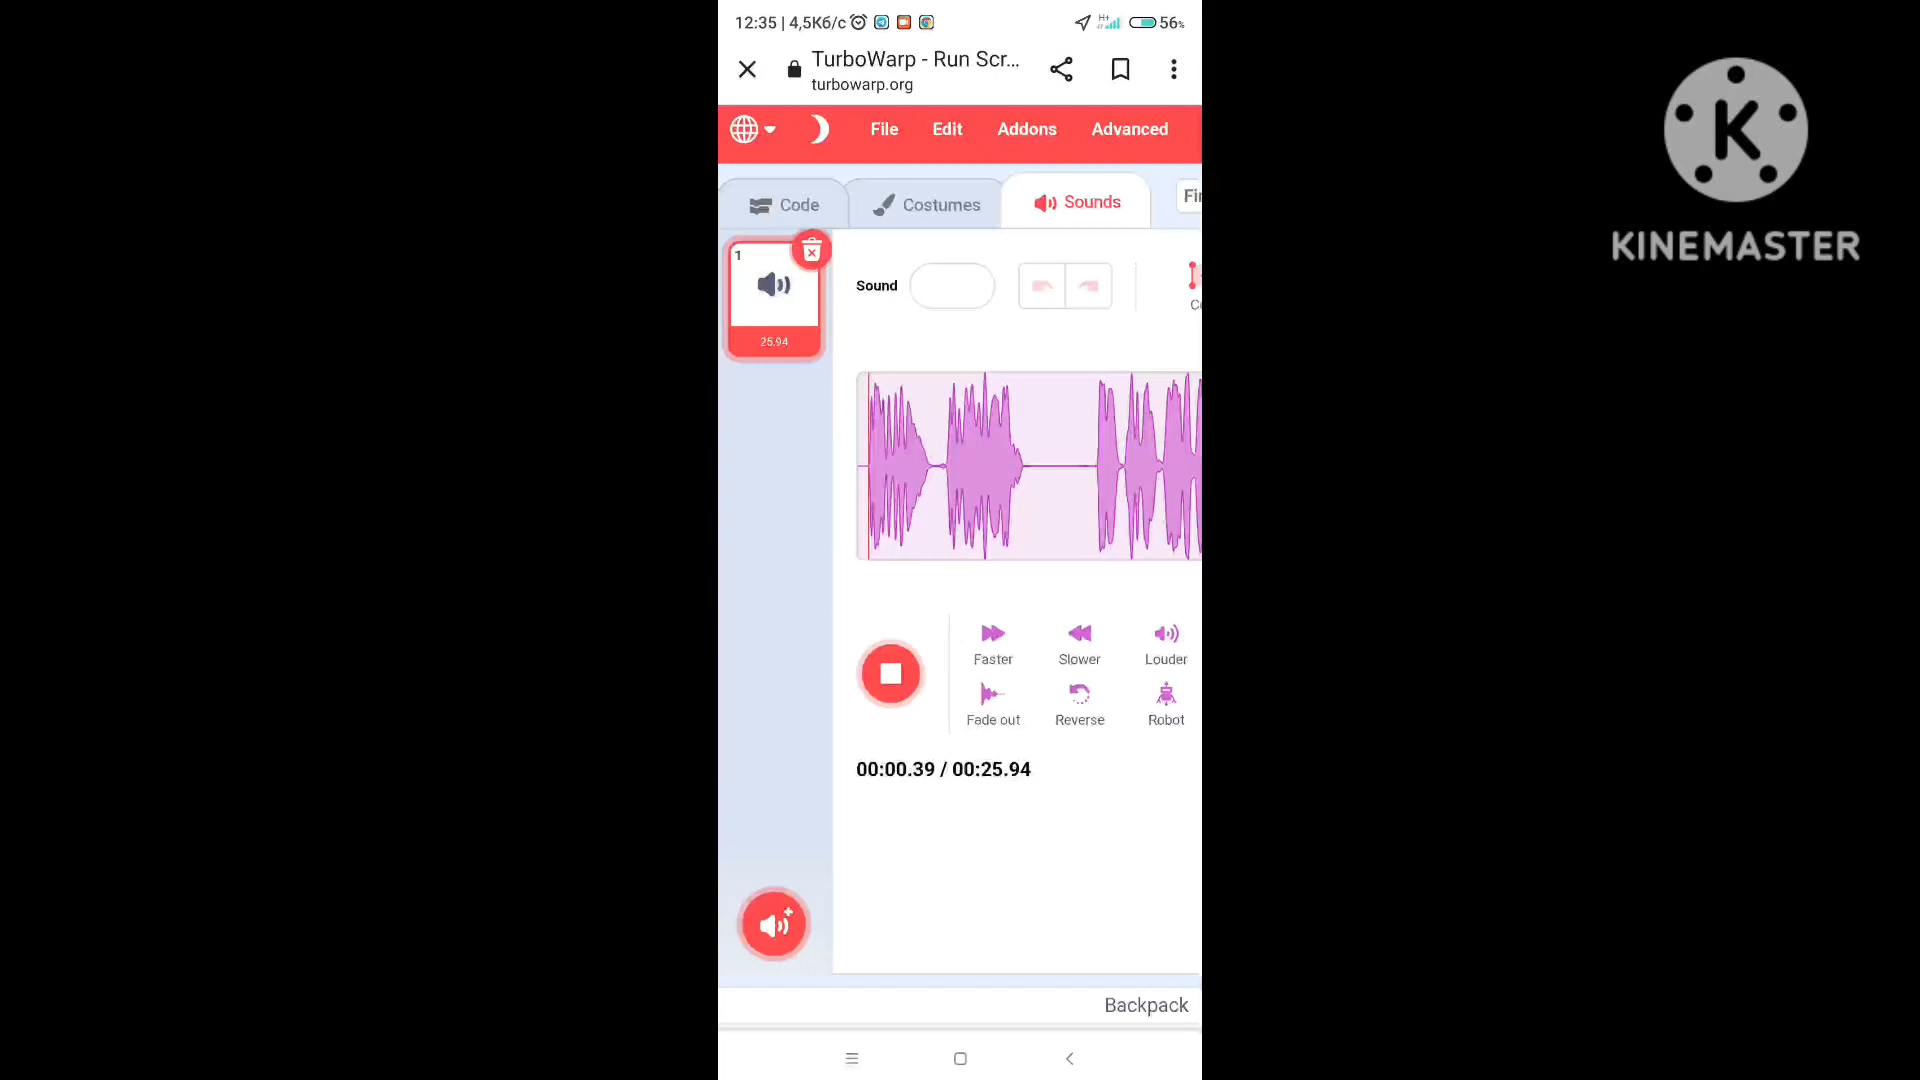 12:35 | 4,5Кб/с
H+
56%
TurboWarp - Run Scr...
turbowarp.org
File Edit Addons Advanced
Code Costumes Sounds
1
25.94
Sound
Faster Slower Louder
Fade out Reverse Robot
00:00.39 / 00:25.94
Backpack
K
KINEMASTER